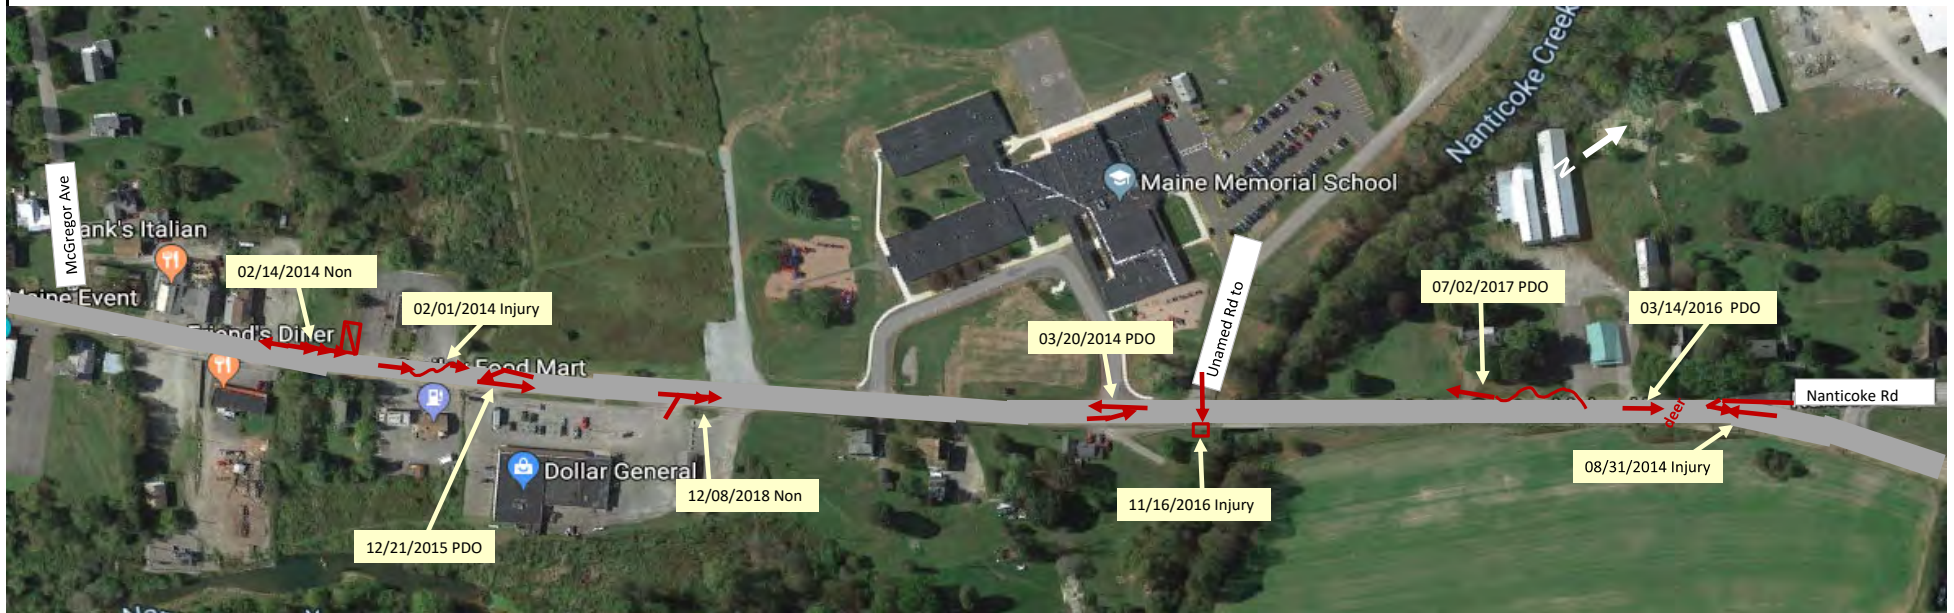 Nanticoke Creek
N
Maine Memorial School
McGregor Ave
ank's Italian
02/14/2014 Non
Unamed Rd to
07/02/2017 PDO
Maine Event
02/01/2014 Injury
03/14/2016 PDO
Friend's Diner
03/20/2014 PDO
Food Mart
Nanticoke Rd
deer
Dollar General
08/31/2014 Injury
12/08/2018 Non
11/16/2016 Injury
12/21/2015 PDO